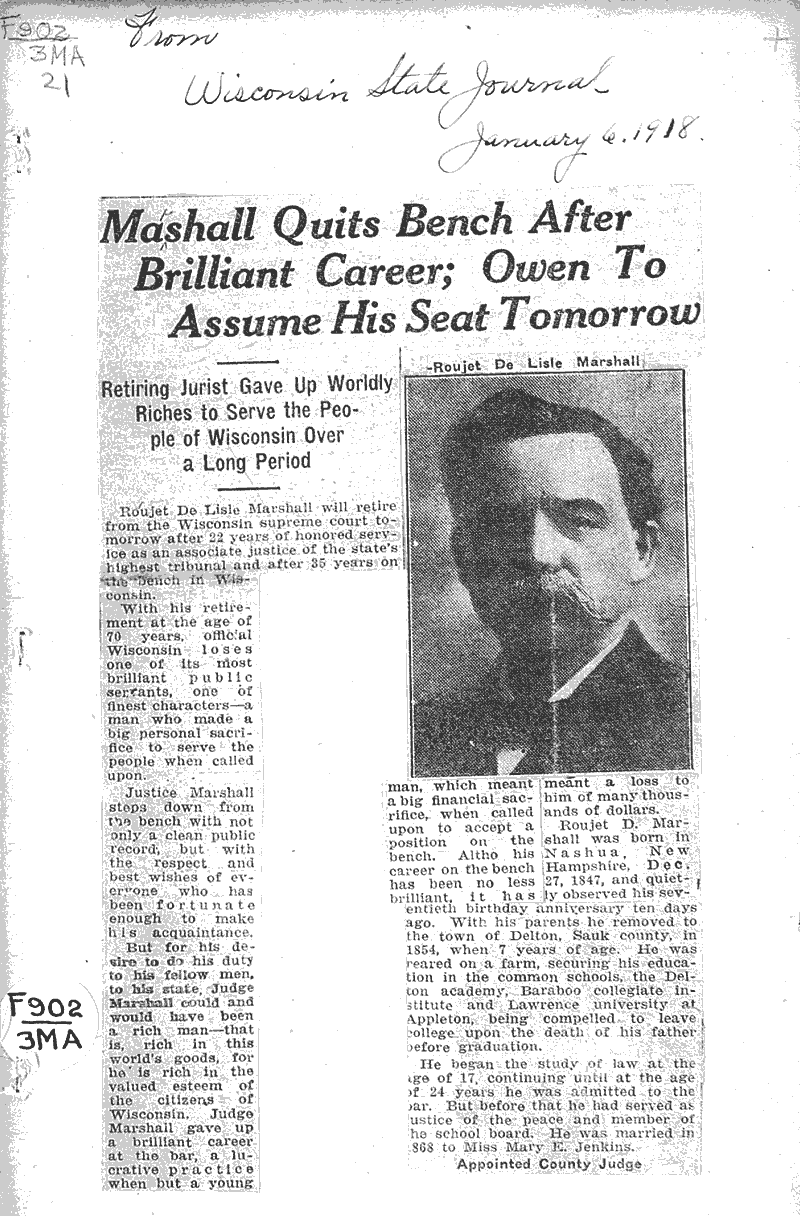 F902
3MA
21
From
Wisconsin State Journal
January 6. 1918.
Mashall Quits Bench After
Brilliant Career; Owen To
Assume His Seat Tomorrow
Retiring Jurist Gave Up Worldly
Riches to Serve the Peo-
ple of Wisconsin Over
a Long Period
-Roujet De Lisle Marshall
Roujet De Lisle Marshall will retire
from the Wisconsin supreme court to-
morrow after 22 years of honored serv-
ice as an associate justice of the state's
highest tribunal and after 35 years on
the bench in Wis-
consin.
With his retire-
ment at the age of
70 years, official
Wisconsin loses
one of its most
brilliant public
servants, one of
finest characters—a
man who made a
big personal sacri-
fice to serve the
people when called
upon.
Justice Marshall
steps down from
the bench with not
only a clean public
record, but with
the respect and
best wishes of ev-
eryone who has
been fortunate
enough to make
his acquaintance.
But for his de-
sire to do his duty
to his fellow men,
to his state, Judge
Marshall could and
would have been
a rich man—that
is, rich in this
world's goods, for
he is rich in the
valued esteem of
the citizens of
Wisconsin. Judge
Marshall gave up
a brilliant career
at the bar, a lu-
crative practice
when but a young
man, which meant
a big financial sac-
rifice, when called
upon to accept a
position on the
bench. Altho his
career on the bench
has been no less
brilliant, it has
meant a loss to
him of many thous-
ands of dollars.
Roujet D. Mar-
shall was born in
Nashua, New
Hampshire, Dec.
27, 1847, and quiet-
ly observed his sev-
entieth birthday anniversary ten days
ago. With his parents he removed to
the town of Delton, Sauk county, in
1854, when 7 years of age. He was
reared on a farm, securing his educa-
tion in the common schools, the Del-
ton academy, Baraboo collegiate in-
stitute and Lawrence university at
Appleton, being compelled to leave
college upon the death of his father
before graduation.
He began the study of law at the
age of 17, continuing until at the age
of 24 years he was admitted to the
bar. But before that he had served as
justice of the peace and member of
the school board. He was married in
868 to Miss Mary E. Jenkins.
Appointed County Judge
F902
3MA